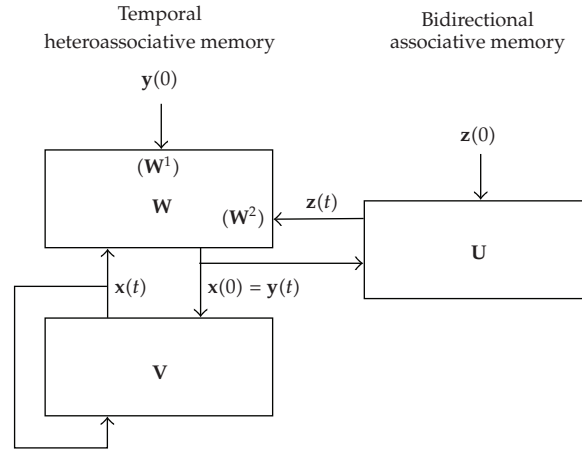 Temporal
heteroassociative memory
Bidirectional
associative memory
y(0)
z(0)
(W¹)
W
(W²)
z(t)
U
x(t)
x(0) = y(t)
V